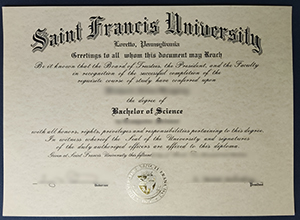 Saint Francis University
Loretto, Pennsylvania
Greetings to all whom this document may Reach
Be it known that the Board of Trustees, the President, and the Faculty
in recognition of the successful completion of the
requisite course of study have conferred upon
the degree of
Bachelor of Science
with all honors, rights, privileges and responsibilities pertaining to this degree.
In witness whereof the Seal of the University and signatures
of the duly authorized officers are affixed to this diploma.
Given at Saint Francis University this
President